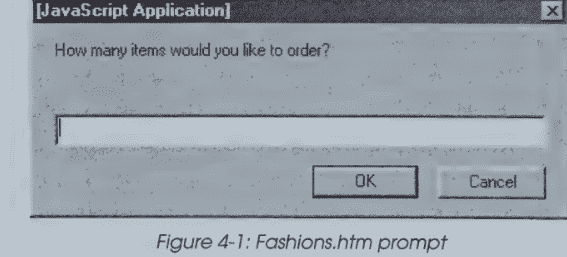 [JavaScript Application]
How many items would you like to order?
OK
Cancel
Figure 4-1: Fashions.htm prompt